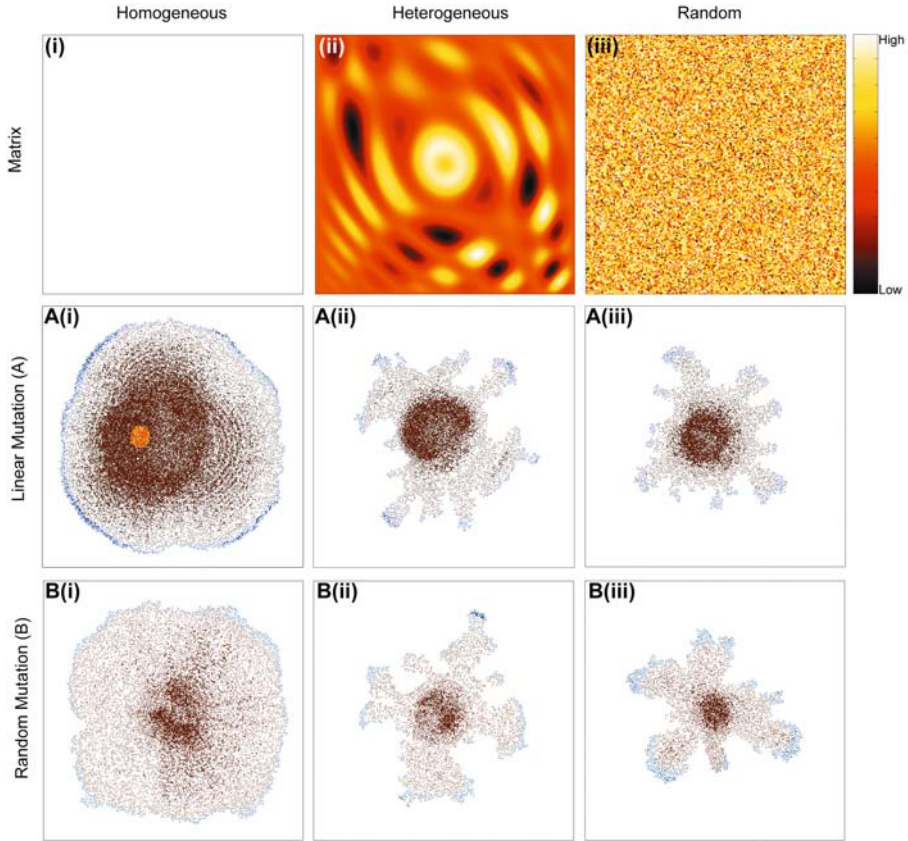 Homogeneous Heterogeneous Random
Matrix
(i) (ii) (iii) High
Low
Linear Mutation (A)
A(i) A(ii) A(iii)
Random Mutation (B)
B(i) B(ii) B(iii)